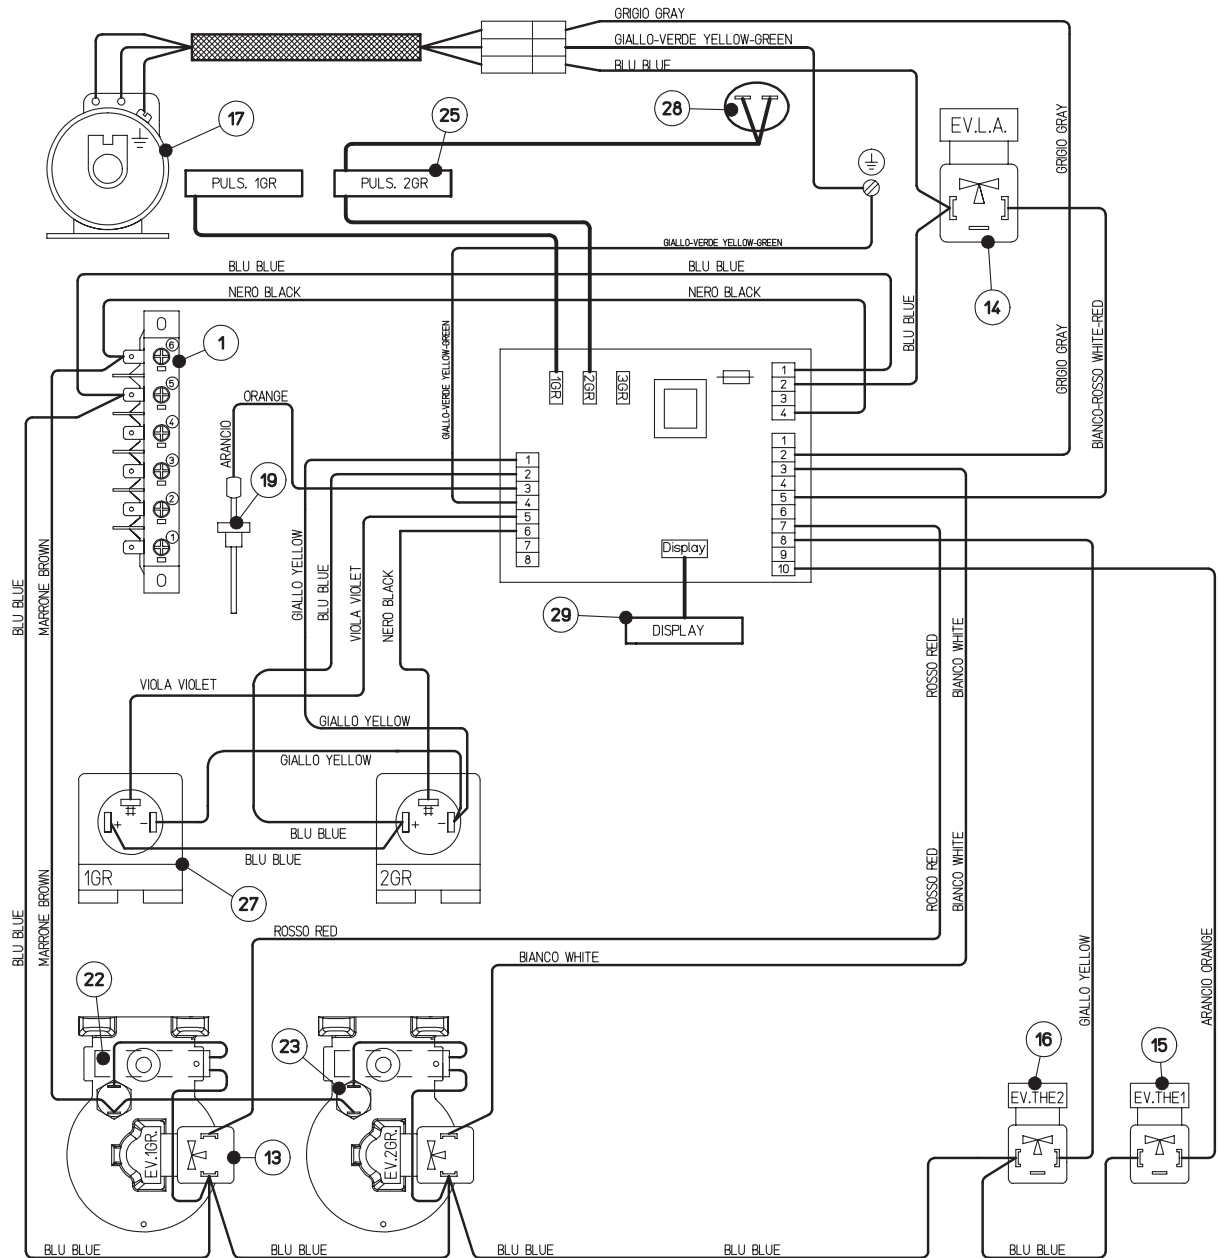 GRIGIO GRAY
GIALLO-VERDE YELLOW-GREEN
BLU BLUE
17
25
28
EV.L.A.
GRIGIO GRAY
PULS. 1GR
PULS. 2GR
GIALLO-VERDE YELLOW-GREEN
14
BLU BLUE
BLU BLUE
NERO BLACK
NERO BLACK
BLU BLUE
GRIGIO GRAY
BIANCO-ROSSO WHITE-RED
GIALLO-VERDE YELLOW-GREEN
1
6
5
4
3
2
1
ORANGE
ARANCIO
19
1GR
2GR
3GR
1
2
3
4
1
2
3
4
5
6
7
8
9
10
1
2
3
4
5
6
7
8
Display
29
DISPLAY
BLU BLUE
MARRONE BROWN
GIALLO YELLOW
BLU BLUE
VIOLA VIOLET
NERO BLACK
ROSSO RED
BIANCO WHITE
VIOLA VIOLET
GIALLO YELLOW
GIALLO YELLOW
+
-
+
-
BLU BLUE
BLU BLUE
1GR
2GR
27
ROSSO RED
BIANCO WHITE
BLU BLUE
MARRONE BROWN
ROSSO RED
BIANCO WHITE
GIALLO YELLOW
ARANCIO ORANGE
22
23
16
15
EV.THE2
EV.THE1
EV.1GR.
13
EV.2GR.
BLU BLUE
BLU BLUE
BLU BLUE
BLU BLUE
BLU BLUE